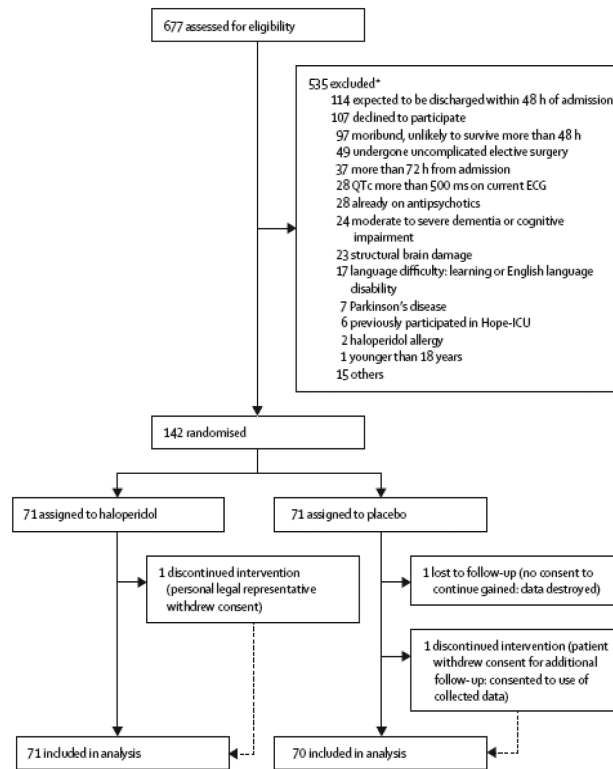 677 assessed for eligibility
535 excluded*
114 expected to be discharged within 48 h of admission
107 declined to participate
97 moribund, unlikely to survive more than 48 h
49 undergone uncomplicated elective surgery
37 more than 72 h from admission
28 QTc more than 500 ms on current ECG
28 already on antipsychotics
24 moderate to severe dementia or cognitive
impairment
23 structural brain damage
17 language difficulty: learning or English language
disability
7 Parkinson's disease
6 previously participated in Hope-ICU
2 haloperidol allergy
1 younger than 18 years
15 others
142 randomised
71 assigned to haloperidol
71 assigned to placebo
1 discontinued intervention
(personal legal representative
withdrew consent)
1 lost to follow-up (no consent to
continue gained: data destroyed)
1 discontinued intervention (patient
withdrew consent for additional
follow-up: consented to use of
collected data)
71 included in analysis
70 included in analysis